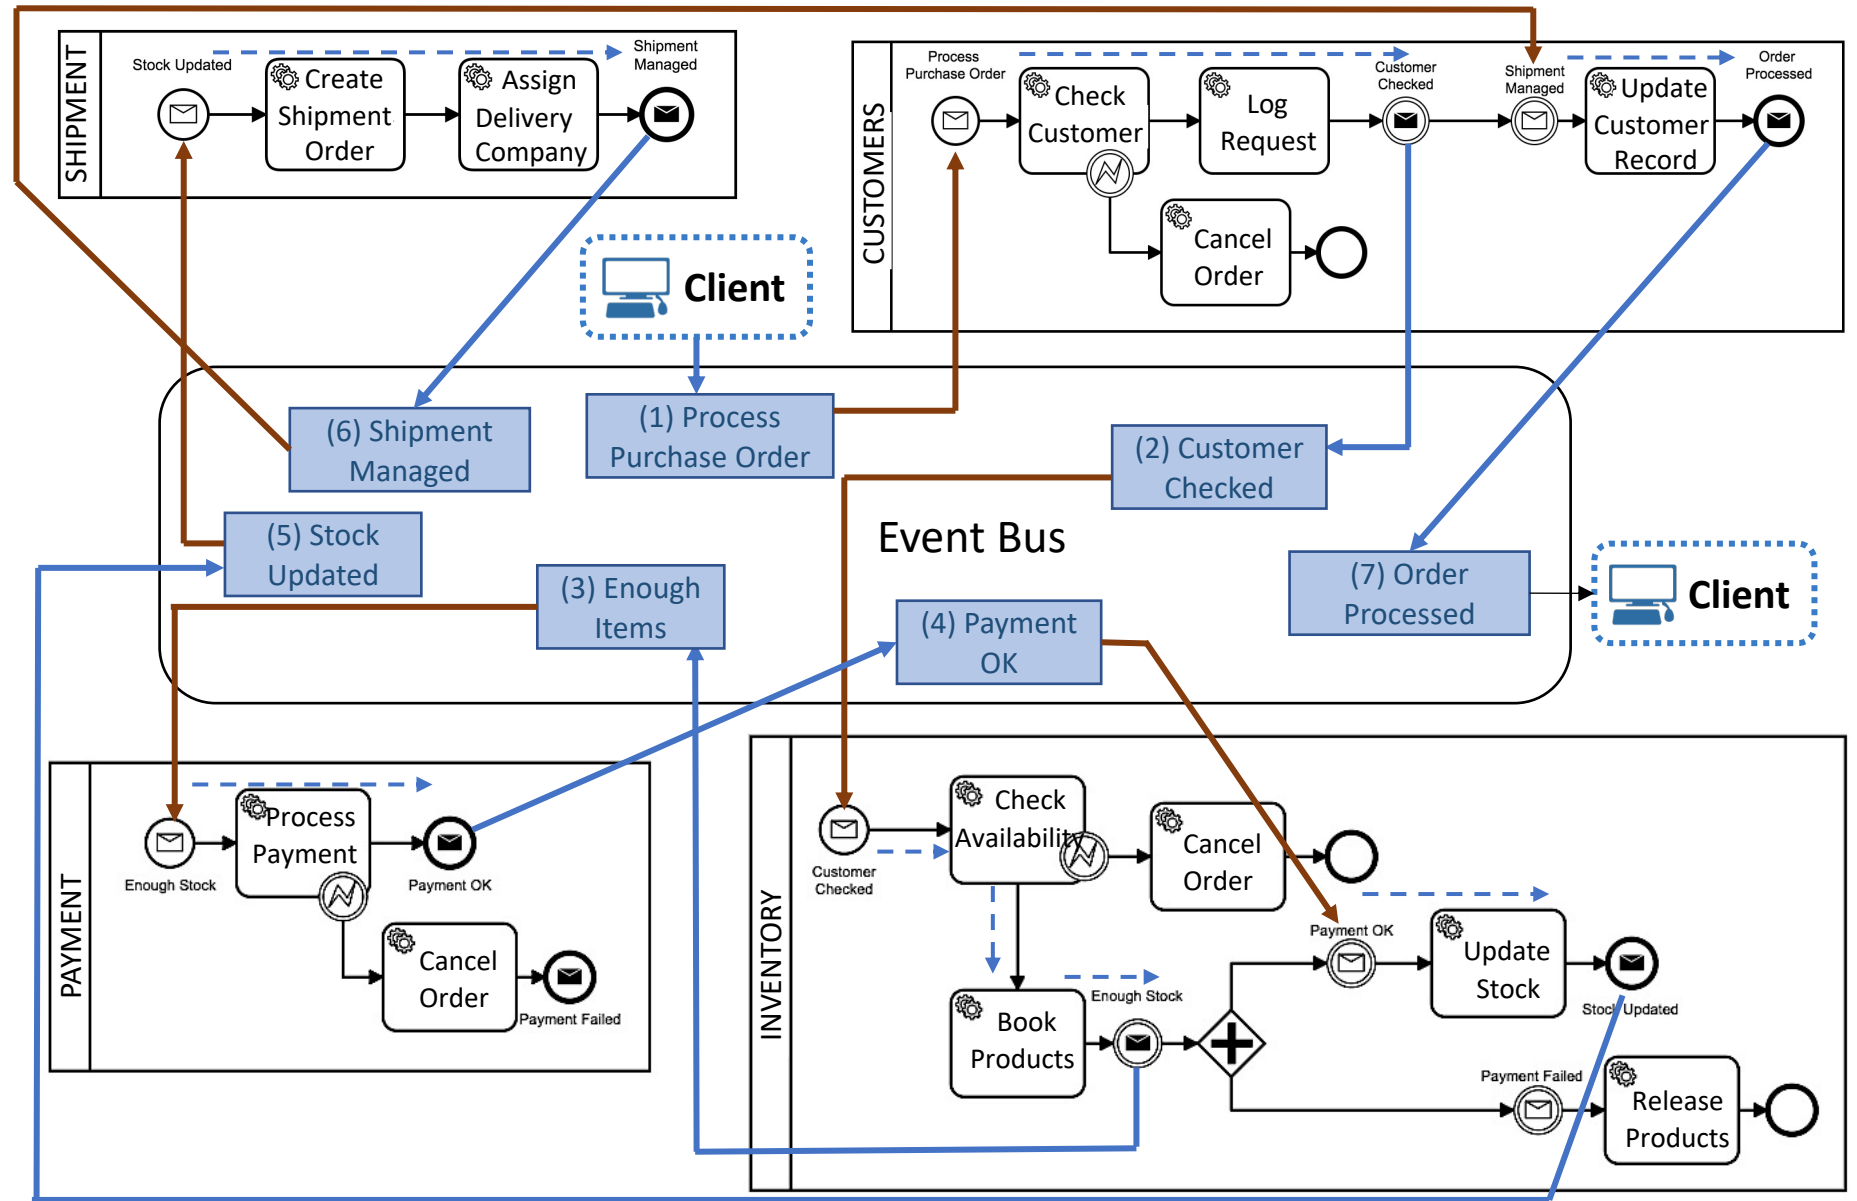 SHIPMENT
Stock Updated
Create
Shipment
Order
Assign
Delivery
Company
Shipment
Managed
CUSTOMERS
Process
Purchase Order
Check
Customer
Log
Request
Customer
Checked
Shipment
Managed
Update
Customer
Record
Order
Processed
Cancel
Order
Client
(6) Shipment
Managed
(1) Process
Purchase Order
(2) Customer
Checked
(5) Stock
Updated
Event Bus
(3) Enough
Items
(4) Payment
OK
(7) Order
Processed
Client
PAYMENT
Enough Stock
Process
Payment
Payment OK
Cancel
Order
Payment Failed
INVENTORY
Customer
Checked
Check
Availability
Cancel
Order
Book
Products
Enough Stock
Payment OK
Update
Stock
Stock Updated
Payment Failed
Release
Products